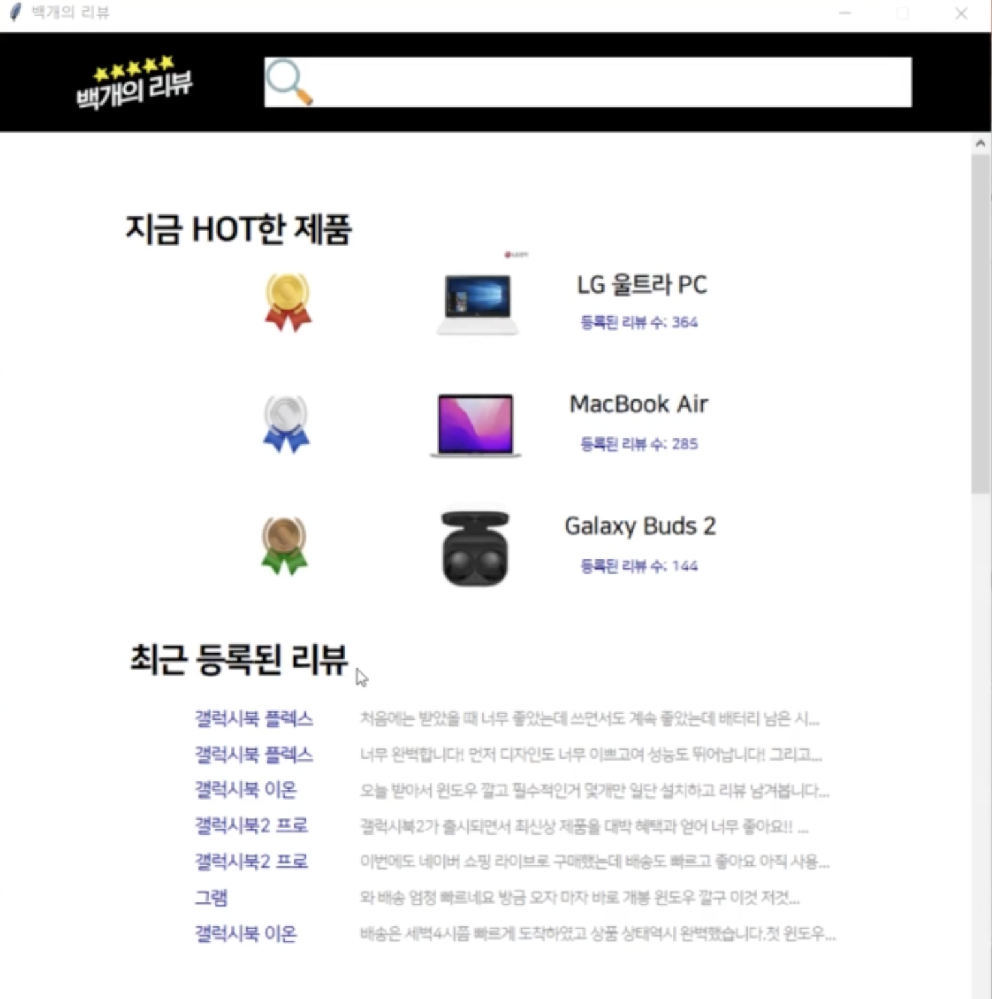 백개의 리뷰
백개의 리뷰
지금 HOT한 제품
LG 울트라 PC
등록된 리뷰 수: 364
MacBook Air
등록된 리뷰 수: 285
Galaxy Buds 2
등록된 리뷰 수: 144
최근 등록된 리뷰
갤럭시북 플렉스 처음에는 받았을 때 너무 좋았는데 쓰면서도 계속 좋았는데 배터리 남은 시...
갤럭시북 플렉스 너무 완벽합니다! 먼저 디자인도 너무 이쁘고여 성능도 뛰어납니다! 그리고...
갤럭시북 이온 오늘 받아서 윈도우 깔고 필수적인거 몇개만 일단 설치하고 리뷰 남겨봅니다...
갤럭시북2 프로 갤럭시북2가 출시되면서 최신상 제품을 대박 혜택과 얻어 너무 좋아요!! ...
갤럭시북2 프로 이번에도 네이버 쇼핑 라이브로 구매했는데 배송도 빠르고 좋아요 아직 사용...
그램 와 배송 엄청 빠르네요 방금 오자 마자 바로 개봉 윈도우 깔구 이것 저것...
갤럭시북 이온 배송은 새벽4시쯤 빠르게 도착하였고 상품 상태역시 완벽했습니다.첫 윈도우...